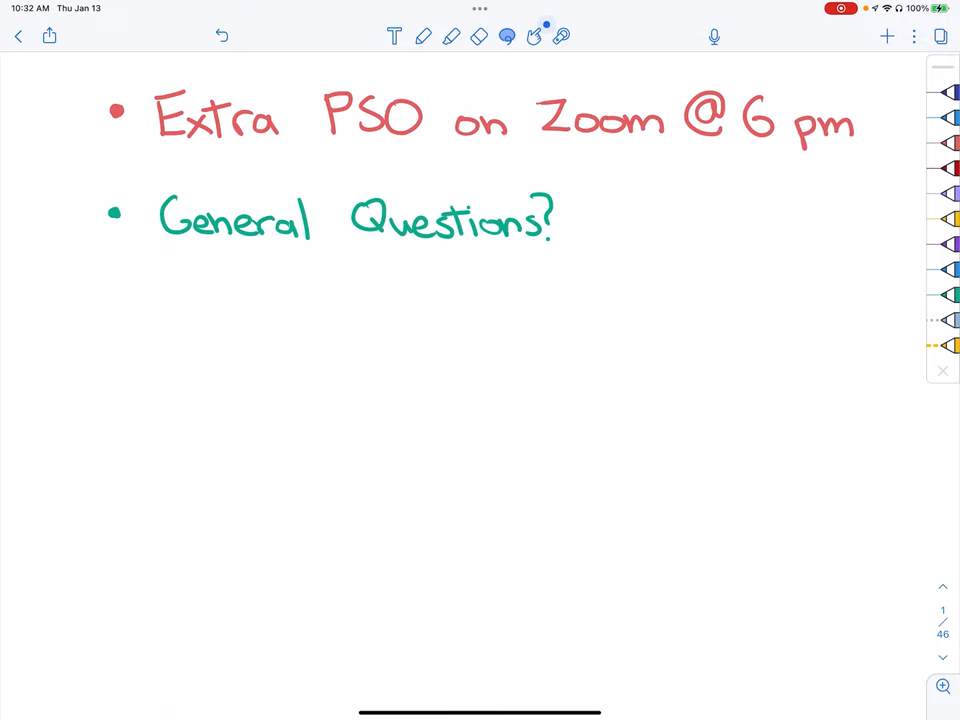 10:32 AM Thu Jan 13
100%
T
• Extra PSO on Zoom @ 6 pm
• General Questions?
1
/
46